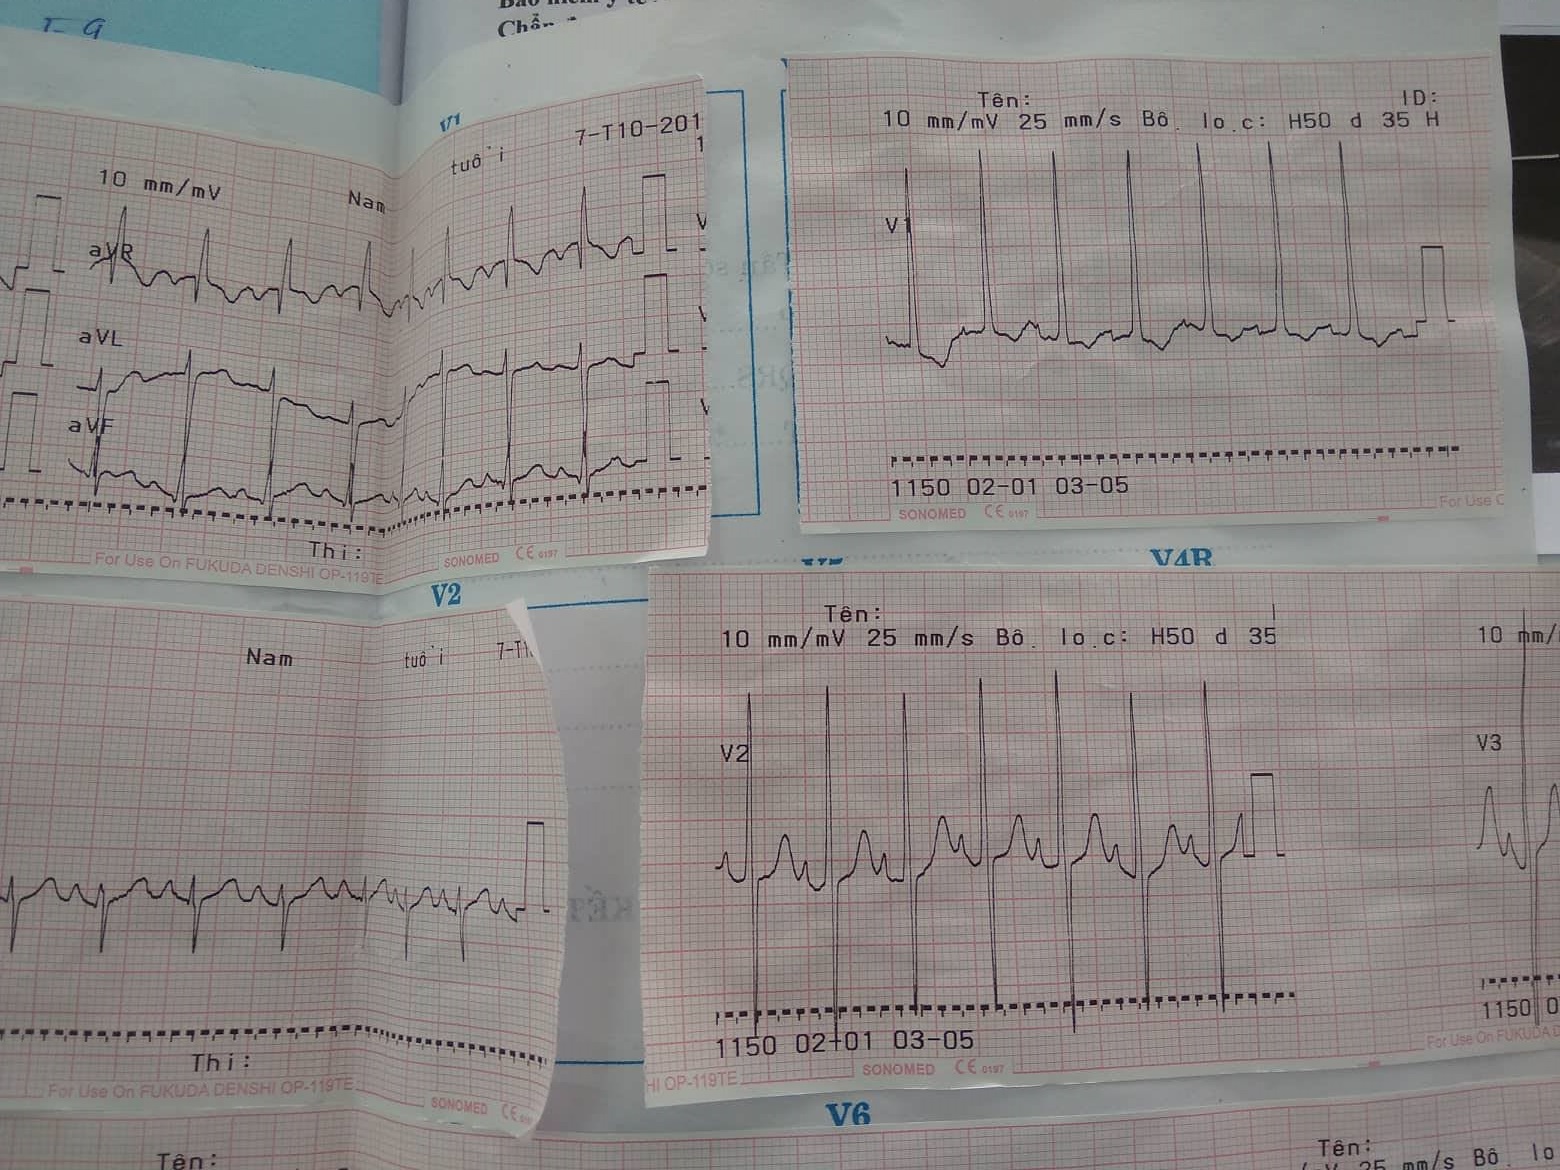 Chẩn
V1
7-T10-201
1
tuổi
10 mm/mV
Nam
aVR
aVL
aVF
Thi:
For Use On FUKUDA DENSHI OP-119TE
SONOMED CE 0197
Tên:
ID:
10 mm/mV 25 mm/s Bộ lọc: H50 d 35 H
V1
1150 02-01 03-05
SONOMED CE 0197
For Use
V2
Nam
tuổi
Thi:
For Use On FUKUDA DENSHI OP-119TE
SONOMED CE
V4R
Tên:
10 mm/mV 25 mm/s Bộ lọc: H50 d 35
V2
1150 02-01 03-05
HI OP-119TE
SONOMED CE 0197
10 mm/
V3
1150 0
For Use On FUKUDA
V6
Tên:
Tên:
mm/s Bộ lo